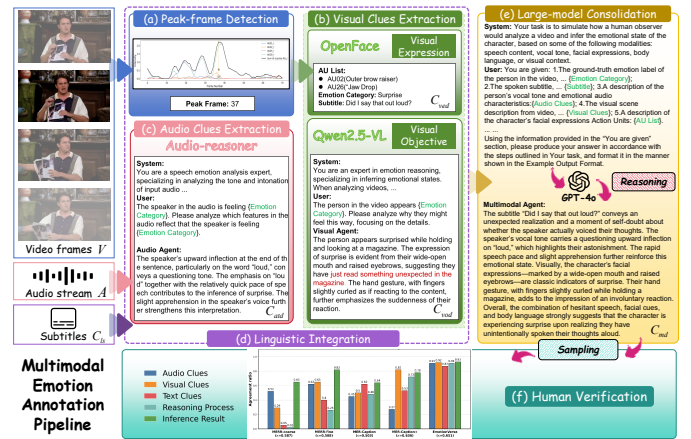 (a) Peak-frame Detection
Peak Frame: 37
(b) Visual Clues Extraction
OpenFace
Visual
Expression
AU List:
● AU02(Outer brow raiser)
● AU26("Jaw Drop)
Emotion Category: Surprise
Subtitle: Did I say that out loud?
C_ved
(c) Audio Clues Extraction
Audio-reasoner
System:
You are a speech emotion analysis expert,
specializing in analyzing the tone and intonation
of input audio ...
User:
The speaker in the audio is feeling {Emotion
Category}. Please analyze which features in the
audio reflect that the speaker is feeling
{Emotion Category}.
Audio Agent:
The speaker's upward inflection at the end of th
e sentence, particularly on the word "loud," con
veys a questioning tone. The emphasis on "lou
d" together with the relatively quick pace of spe
ech contributes to the inference of surprise. The
slight apprehension in the speaker's voice furth
er strengthens this interpretation.
C_aud
Qwen2.5-VL
Visual
Objective
System:
You are an expert in emotion reasoning,
specializing in inferring emotional states.
When analyzing videos, ...
User:
The person in the video appears {Emotion
Category}. Please analyze why they might
feel this way, focusing on the details.
Visual Agent:
The person appears surprised while holding
and looking at a magazine. The expression
of surprise is evident from their wide-open
mouth and raised eyebrows, suggesting they
have just read something unexpected in the
magazine. The hand gesture, with fingers
slightly curled as if reacting to the content,
further emphasizes the suddenness of their
reaction.
C_vod
Video frames V
Audio stream A
Subtitles C_ls
(d) Linguistic Integration
(e) Large-model Consolidation
System: Your task is to simulate how a human observer
would analyze a video and infer the emotional state of the
character, based on some of the following modalities:
speech content, vocal tone, facial expressions, body
language, or visual context.
User: You are given: 1.The ground-truth emotion label of
the person in the video, ... {Emotion Category};
2.The spoken subtitle, ... {Subtitle}; 3.A description of the
person's vocal tone and emotional audio
characteristics:{Audio Clues}; 4.The visual scene
description from video, ... {Visual Clues}; 5.A description of
the character's facial expressions Action Units: {AU List}.
... ...
Using the information provided in the "You are given"
section, please produce your answer in accordance with
the steps outlined in Your task, and format it in the manner
shown in the Example Output Format.
GPT-4o
Reasoning
Multimodal Agent:
The subtitle "Did I say that out loud?" conveys an
unexpected realization and a moment of self-doubt about
whether the speaker actually voiced their thoughts. The
speaker's vocal tone carries a questioning upward inflection
on "loud," which highlights their astonishment. The rapid
speech pace and slight apprehension further reinforce this
emotional state. Visually, the character's facial
expressions—marked by a wide-open mouth and raised
eyebrows—are classic indicators of surprise. Their hand
gesture, with fingers slightly curled while holding a
magazine, adds to the impression of an involuntary reaction.
Overall, the combination of hesitant speech, facial cues,
and body language strongly suggests that the character is
experiencing surprise upon realizing they have
unintentionally spoken their thoughts aloud.
C_md
Sampling
Multimodal
Emotion
Annotation
Pipeline
Audio Clues
Visual Clues
Text Clues
Reasoning Process
Inference Result
Agreement ratio
(f) Human Verification